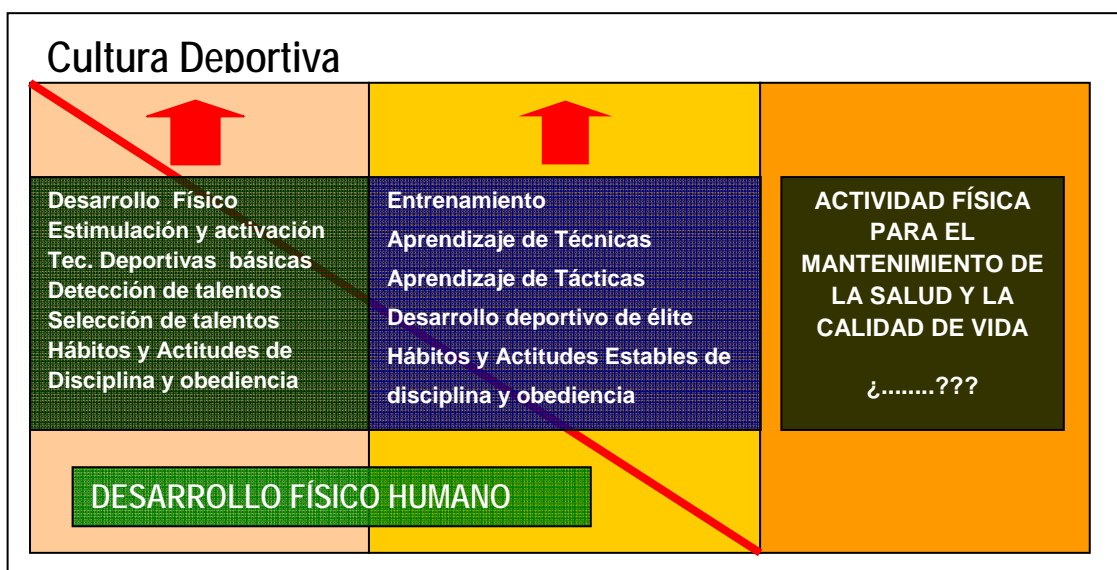 Cultura Deportiva
Desarrollo Físico
Estimulación y activación
Tec. Deportivas básicas
Detección de talentos
Selección de talentos
Hábitos y Actitudes de
Disciplina y obediencia
Entrenamiento
Aprendizaje de Técnicas
Aprendizaje de Tácticas
Desarrollo deportivo de élite
Hábitos y Actitudes Estables de
disciplina y obediencia
ACTIVIDAD FÍSICA
PARA EL
MANTENIMIENTO DE
LA SALUD Y LA
CALIDAD DE VIDA
¿........???
DESARROLLO FÍSICO HUMANO